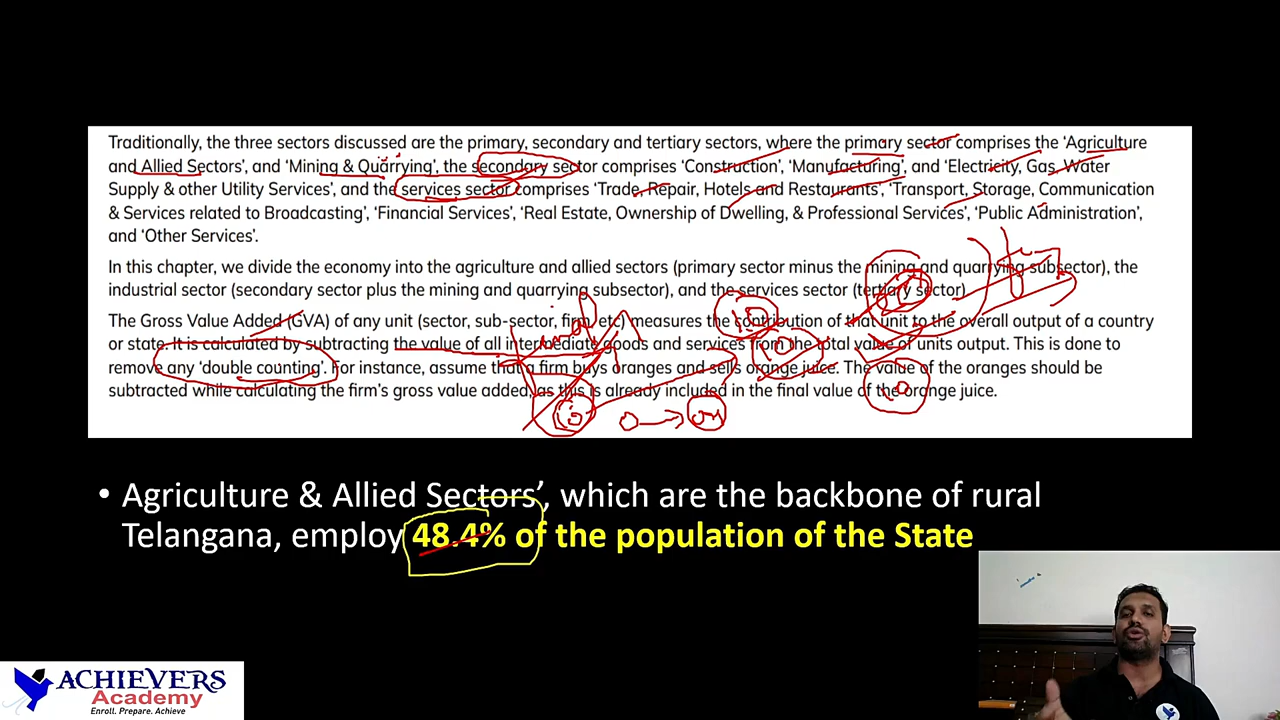 Traditionally, the three sectors discussed are the primary, secondary and tertiary sectors, where the primary sector comprises the ‘Agriculture
and Allied Sectors’, and ‘Mining & Quarrying’, the secondary sector comprises ‘Construction’, ‘Manufacturing’, and ‘Electricity, Gas, Water
Supply & other Utility Services’, and the services sector comprises ‘Trade, Repair, Hotels and Restaurants’, ‘Transport, Storage, Communication
& Services related to Broadcasting’, ‘Financial Services’, ‘Real Estate, Ownership of Dwelling, & Professional Services’, ‘Public Administration’,
and ‘Other Services’.
In this chapter, we divide the economy into the agriculture and allied sectors (primary sector minus the mining and quarrying subsector), the
industrial sector (secondary sector plus the mining and quarrying subsector), and the services sector (tertiary sector)
The Gross Value Added (GVA) of any unit (sector, sub-sector, firm, etc) measures the contribution of that unit to the overall output of a country
or state. It is calculated by subtracting the value of all intermediate goods and services from the total value of units output. This is done to
remove any ‘double counting’. For instance, assume that a firm buys oranges and sells orange juice. The value of the oranges should be
subtracted while calculating the firm’s gross value added, as this is already included in the final value of the orange juice.
10
10
10
• Agriculture & Allied Sectors’, which are the backbone of rural
Telangana, employ 48.4% of the population of the State
ACHIEVERS
Academy
Enroll. Prepare. Achieve